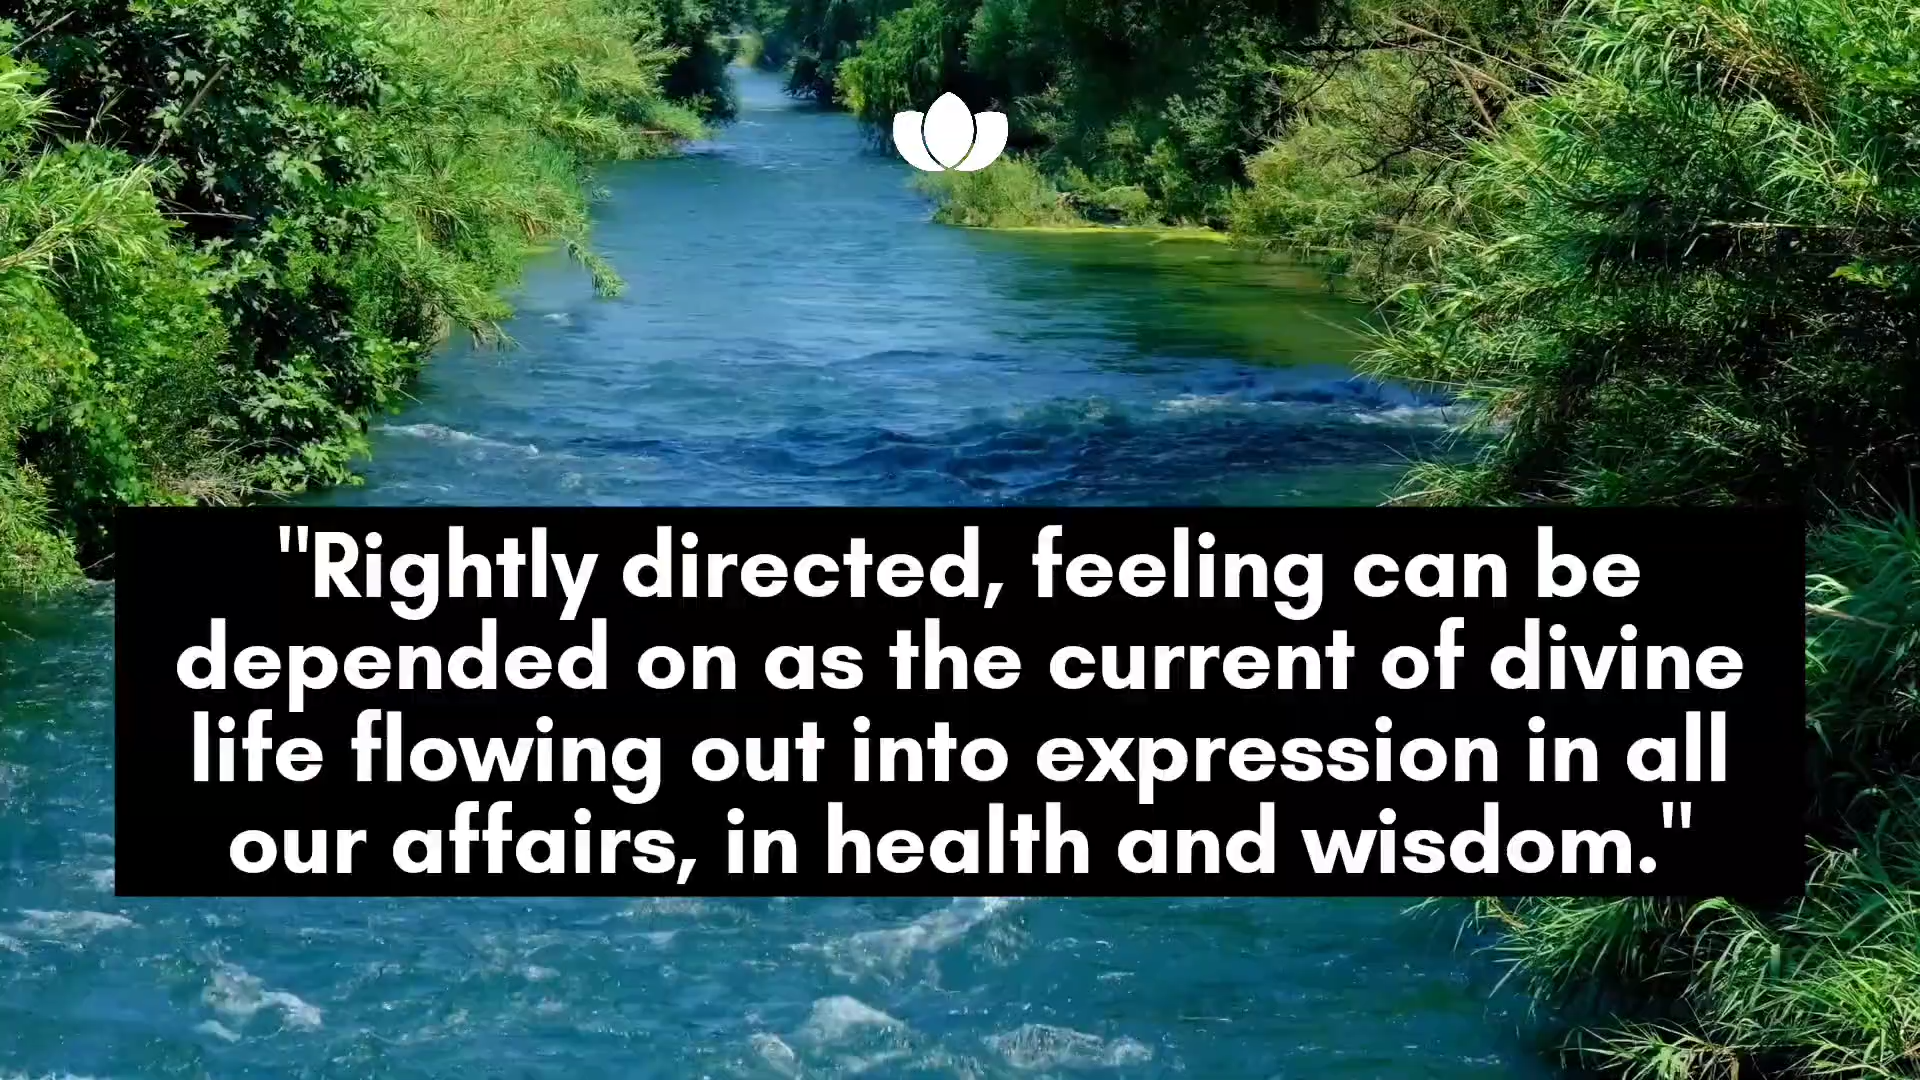 "Rightly directed, feeling can be
depended on as the current of divine
life flowing out into expression in all
our affairs, in health and wisdom."